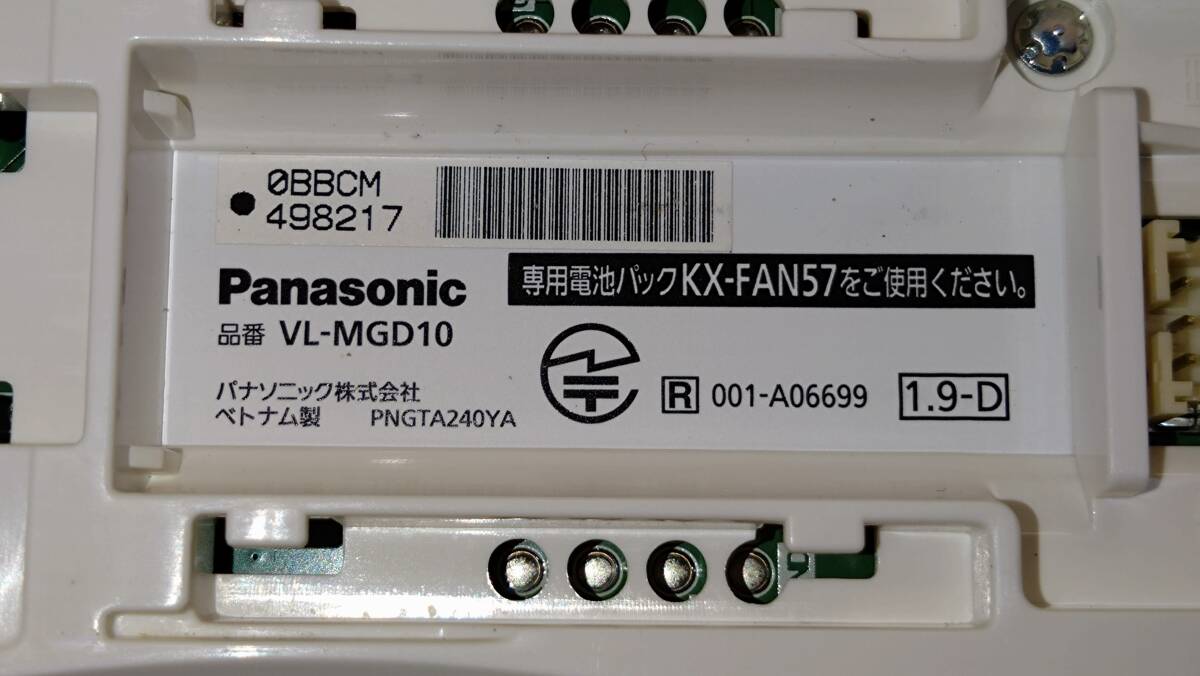 0BBCM
498217
Panasonic
専用電池パックKX-FAN57をご使用ください。
品番 VL-MGD10
パナソニック株式会社
ベトナム製 PNGTA240YA
R 001-A06699 1.9-D